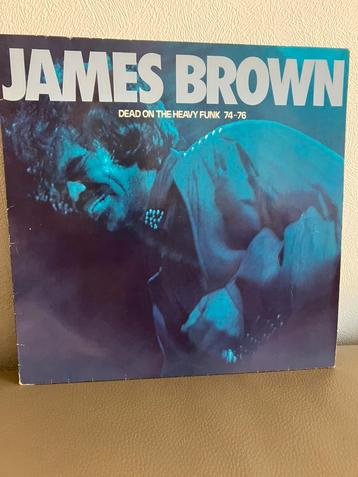 JAMES BROWN
DEAD ON THE HEAVY FUNK 74-76